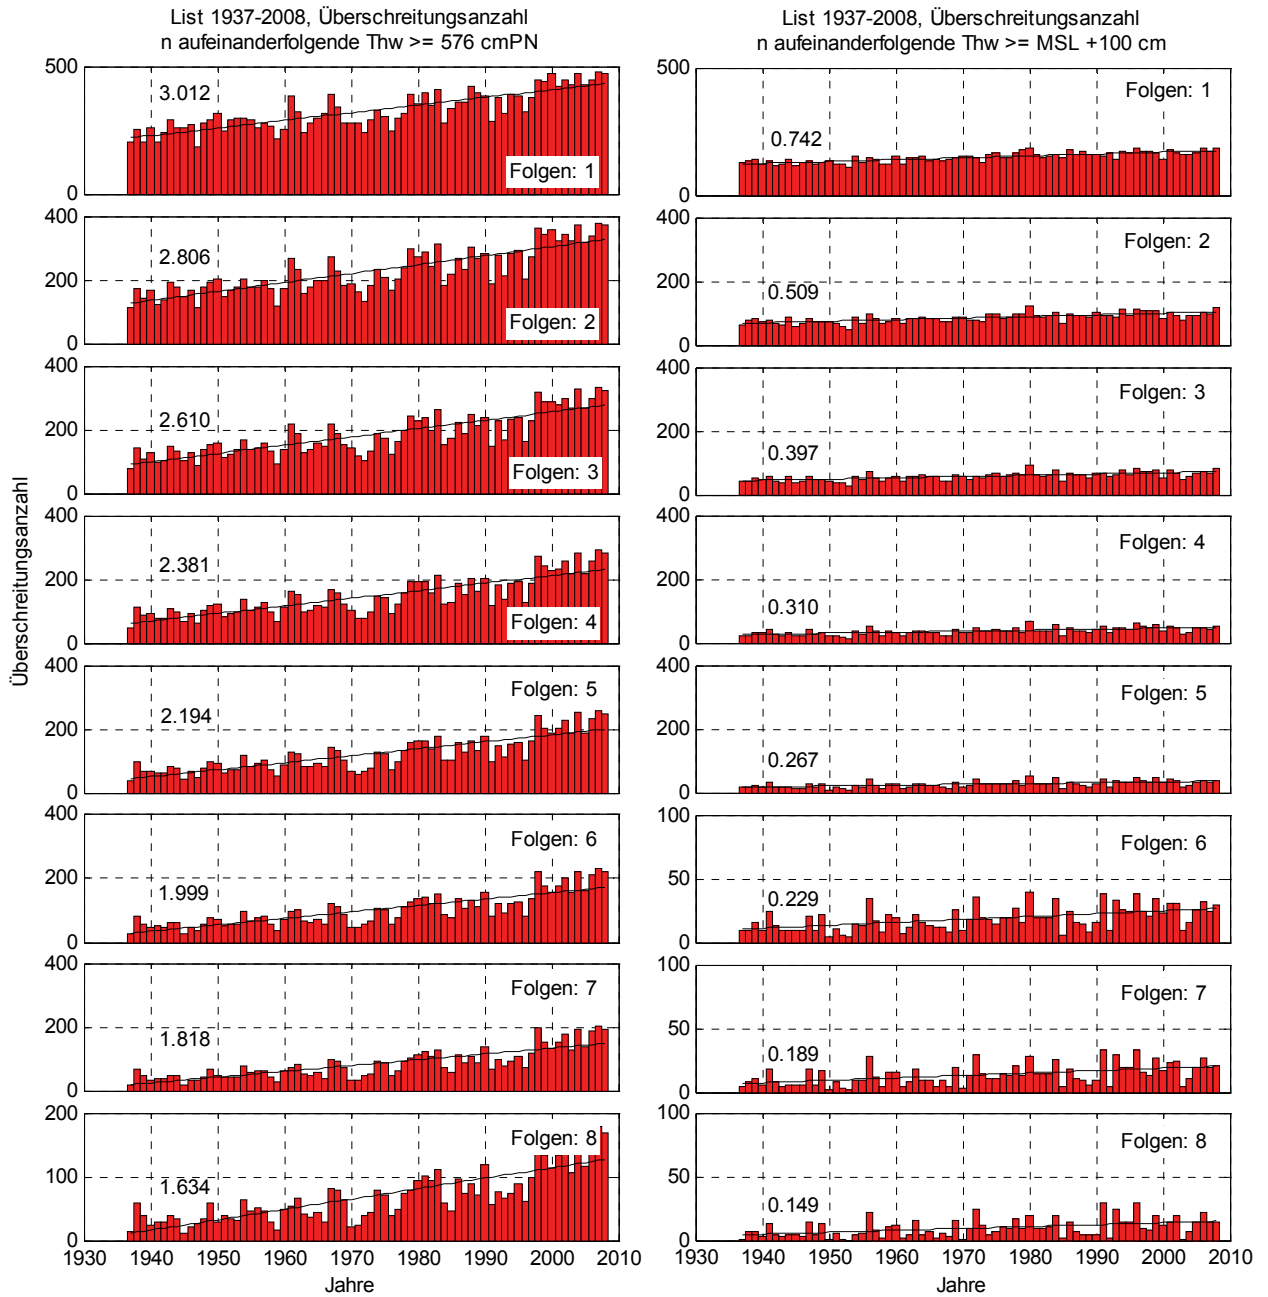 List 1937-2008, Überschreitungsanzahl
n aufeinanderfolgende Thw >= 576 cmPN
500
0
3.012
Folgen: 1
400
200
0
2.806
Folgen: 2
400
200
0
2.610
Folgen: 3
400
200
0
2.381
Folgen: 4
400
200
0
2.194
Folgen: 5
400
200
0
1.999
Folgen: 6
400
200
0
1.818
Folgen: 7
200
100
0
1.634
Folgen: 8
1930 1940 1950 1960 1970 1980 1990 2000 2010
Jahre
Überschreitungsanzahl
List 1937-2008, Überschreitungsanzahl
n aufeinanderfolgende Thw >= MSL +100 cm
500
0
0.742
Folgen: 1
400
200
0
0.509
Folgen: 2
400
200
0
0.397
Folgen: 3
400
200
0
0.310
Folgen: 4
400
200
0
0.267
Folgen: 5
100
50
0
0.229
Folgen: 6
100
50
0
0.189
Folgen: 7
100
50
0
0.149
Folgen: 8
1930 1940 1950 1960 1970 1980 1990 2000 2010
Jahre